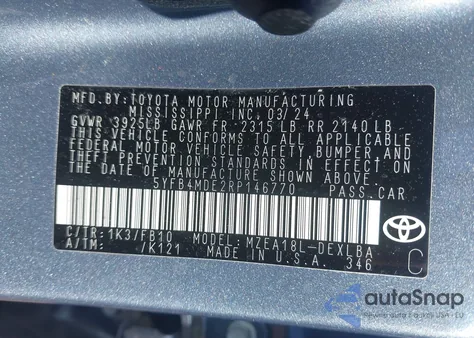 MFD.BY:TOYOTA MOTOR MANUFACTURING
MISSISSIPPI INC.03/24
GVWR 3925LB GAWR FR 2315 LB RR 2140 LB
THIS VEHICLE CONFORMS TO ALL APPLICABLE
FEDERAL MOTOR VEHICLE SAFETY,BUMPER, AND
THEFT PREVENTION STANDARDS IN EFFECT ON
THE DATE OF MANUFACTURE SHOWN ABOVE.
5YFB4MDE2RP146770 PASS.CAR
C/TR:1K3/FB10 MODEL:MZEA18L-DEXLBA
A/TM: /K121 MADE IN U.S.A. 346
TOYOTA
C
autoSnap